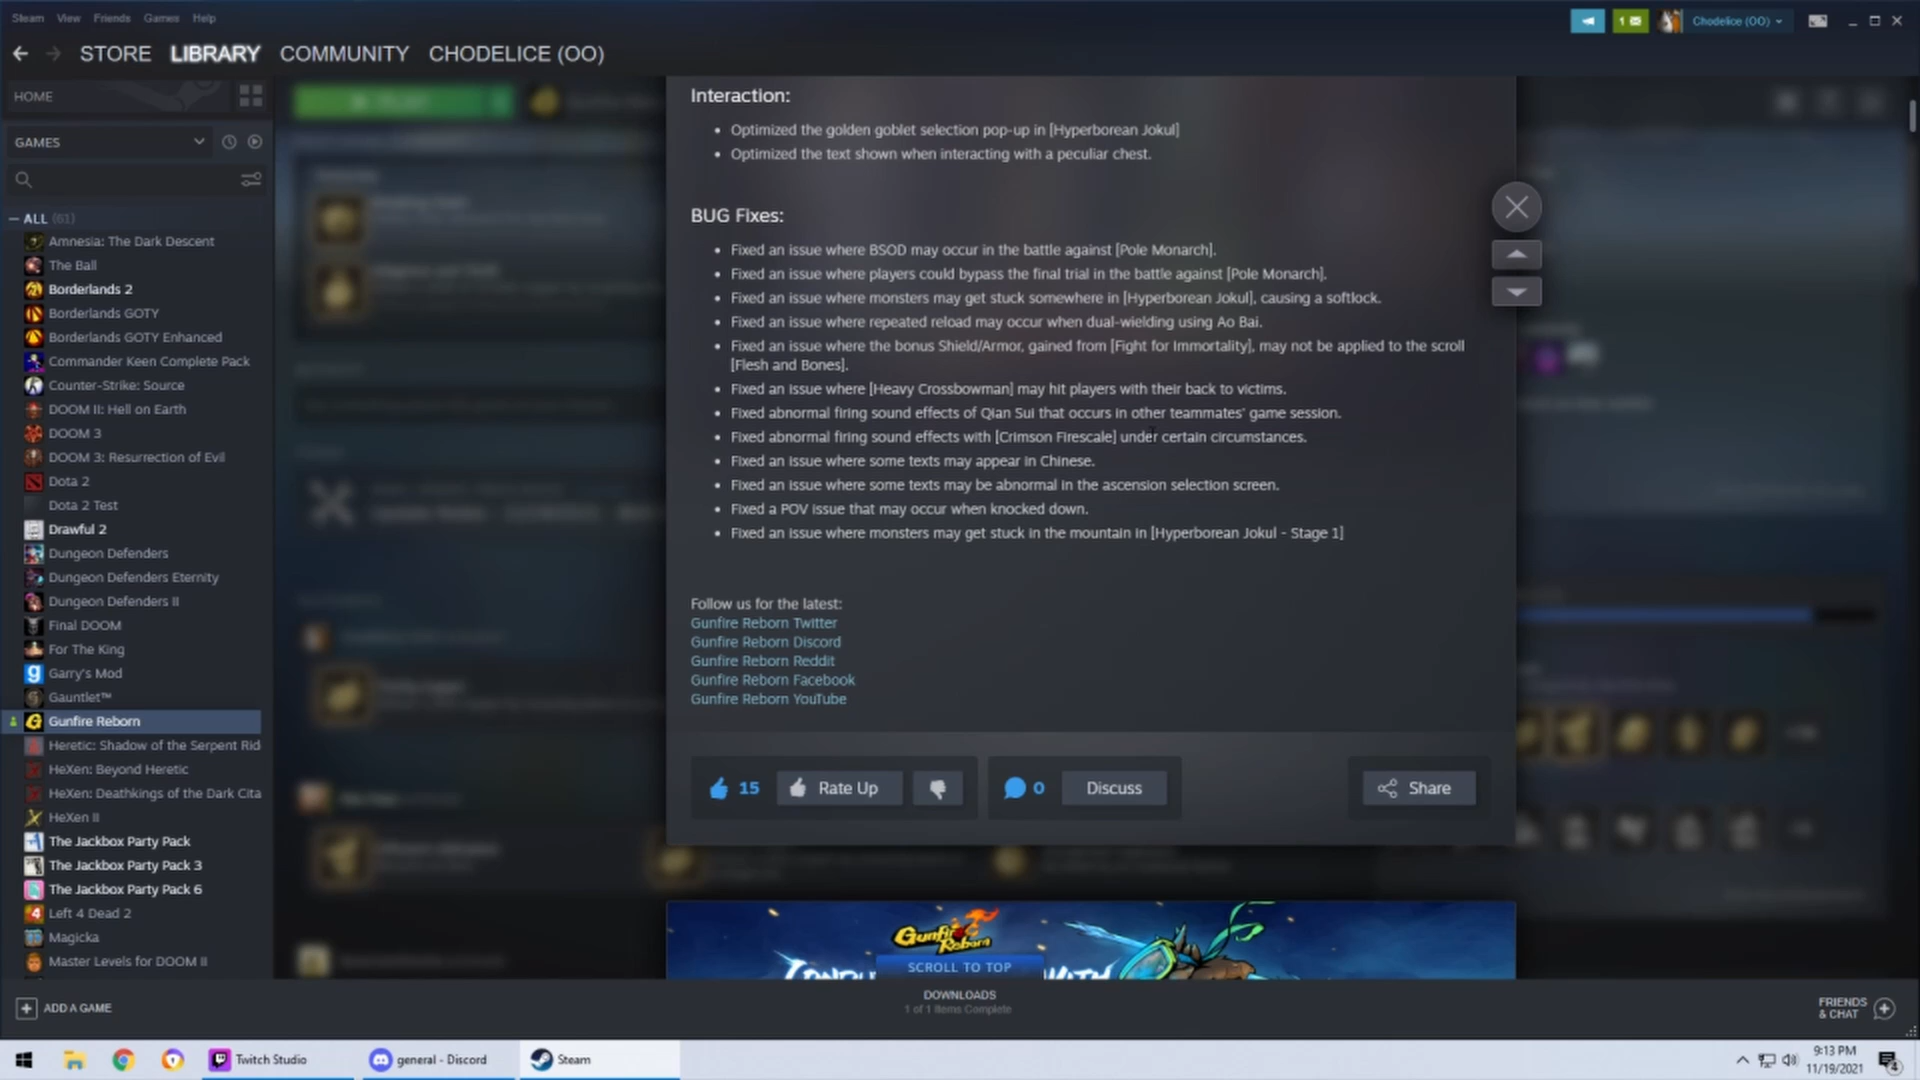 Steam View Friends Games Help
1
Chodelice (OO)
STORE LIBRARY COMMUNITY CHODELICE (OO)
HOME
GAMES
ALL (61)
Amnesia: The Dark Descent
The Ball
Borderlands 2
Borderlands GOTY
Borderlands GOTY Enhanced
Commander Keen Complete Pack
Counter-Strike: Source
DOOM II: Hell on Earth
DOOM 3
DOOM 3: Resurrection of Evil
Dota 2
Dota 2 Test
Drawful 2
Dungeon Defenders
Dungeon Defenders Eternity
Dungeon Defenders II
Final DOOM
For The King
Garry's Mod
Gauntlet™
Gunfire Reborn
Heretic: Shadow of the Serpent Rid
HeXen: Beyond Heretic
HeXen: Deathkings of the Dark Cita
HeXen II
The Jackbox Party Pack
The Jackbox Party Pack 3
The Jackbox Party Pack 6
Left 4 Dead 2
Magicka
Master Levels for DOOM II
ADD A GAME
Interaction:
• Optimized the golden goblet selection pop-up in [Hyperborean Jokul]
• Optimized the text shown when interacting with a peculiar chest.
BUG Fixes:
• Fixed an issue where BSOD may occur in the battle against [Pole Monarch].
• Fixed an issue where players could bypass the final trial in the battle against [Pole Monarch].
• Fixed an issue where monsters may get stuck somewhere in [Hyperborean Jokul], causing a softlock.
• Fixed an issue where repeated reload may occur when dual-wielding using Ao Bai.
• Fixed an issue where the bonus Shield/Armor, gained from [Fight for Immortality], may not be applied to the scroll
[Flesh and Bones].
• Fixed an issue where [Heavy Crossbowman] may hit players with their back to victims.
• Fixed abnormal firing sound effects of Qian Sui that occurs in other teammates' game session.
• Fixed abnormal firing sound effects with [Crimson Firescale] under certain circumstances.
• Fixed an issue where some texts may appear in Chinese.
• Fixed an issue where some texts may be abnormal in the ascension selection screen.
• Fixed a POV issue that may occur when knocked down.
• Fixed an issue where monsters may get stuck in the mountain in [Hyperborean Jokul - Stage 1]
Follow us for the latest:
Gunfire Reborn Twitter
Gunfire Reborn Discord
Gunfire Reborn Reddit
Gunfire Reborn Facebook
Gunfire Reborn YouTube
15 Rate Up 0 Discuss Share
Gunfire
Reborn
SCROLL TO TOP
DOWNLOADS
1 of 1 Items Complete
FRIENDS
& CHAT
Twitch Studio
general - Discord
Steam
9:13 PM
11/19/2021
4